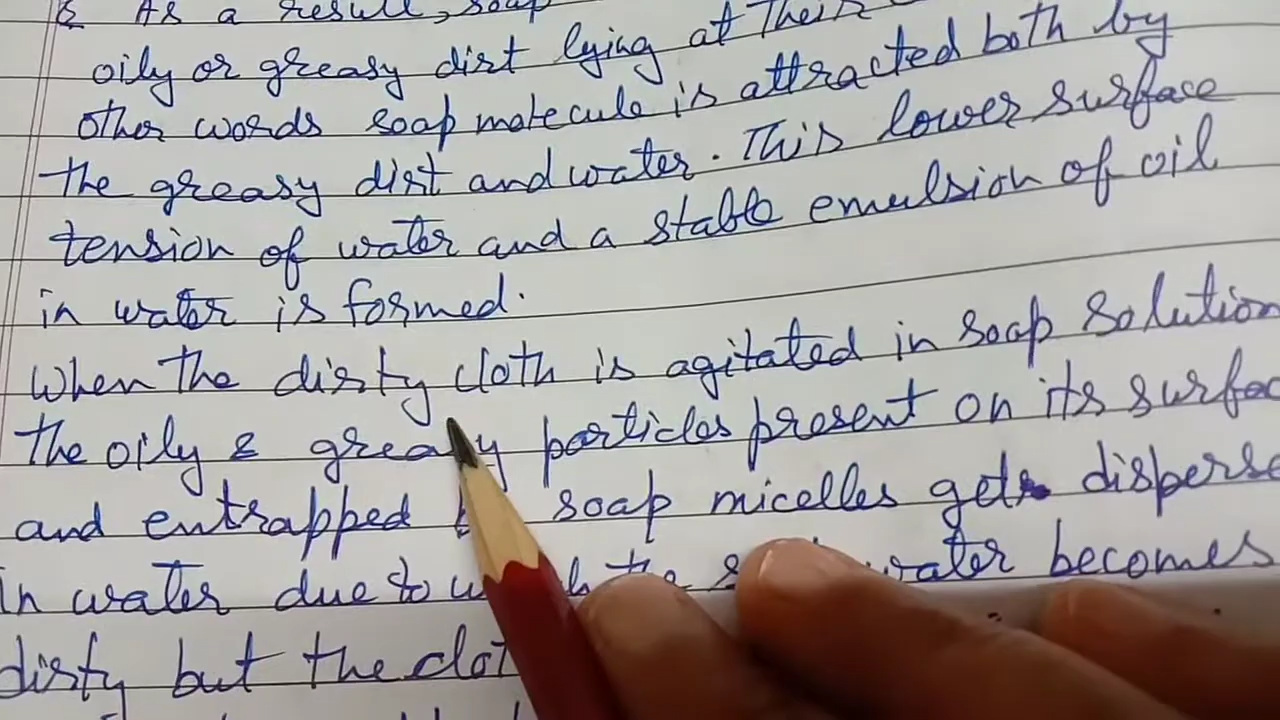 & As a result, soap
oily or greasy dirt lying at their
other words soap molecule is attracted both by
the greasy dirt and water. This lower surface
tension of water and a stable emulsion of oil
in water is formed.
When the dirty cloth is agitated in soap solution
the oily & greasy particles present on its surfac
and entrapped soap micelles gets disperse
in water due to the water becomes
dirty but the clot